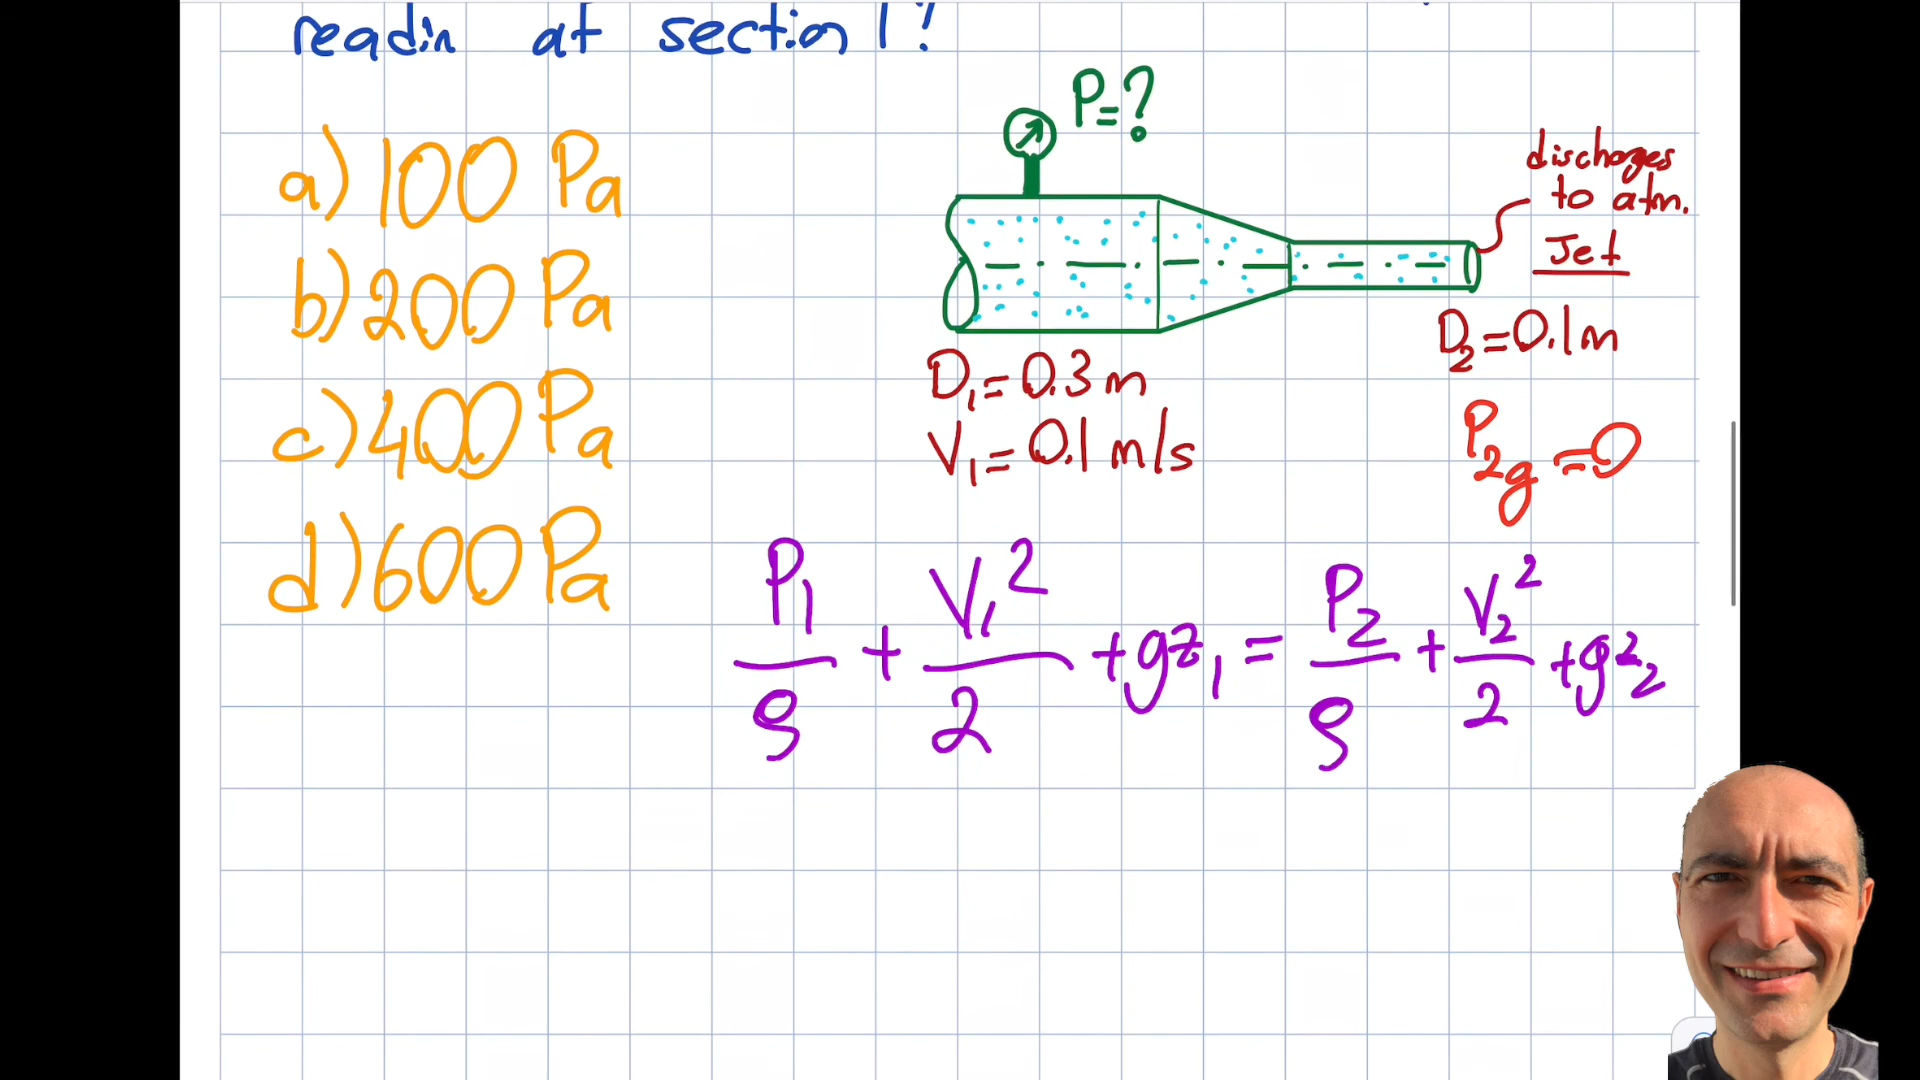 readin at section 1?
P=?
a) 100 Pa
discharges
to atm.
Jet
b) 200 Pa
D₂=0.1m
D₁=0.3m
c) 400 Pa
V₁=0.1 m/s
P₂g=0
d) 600 Pa
P₁/ρ + V₁²/2 + gz₁ = P₂/ρ + V₂²/2 + gz₂